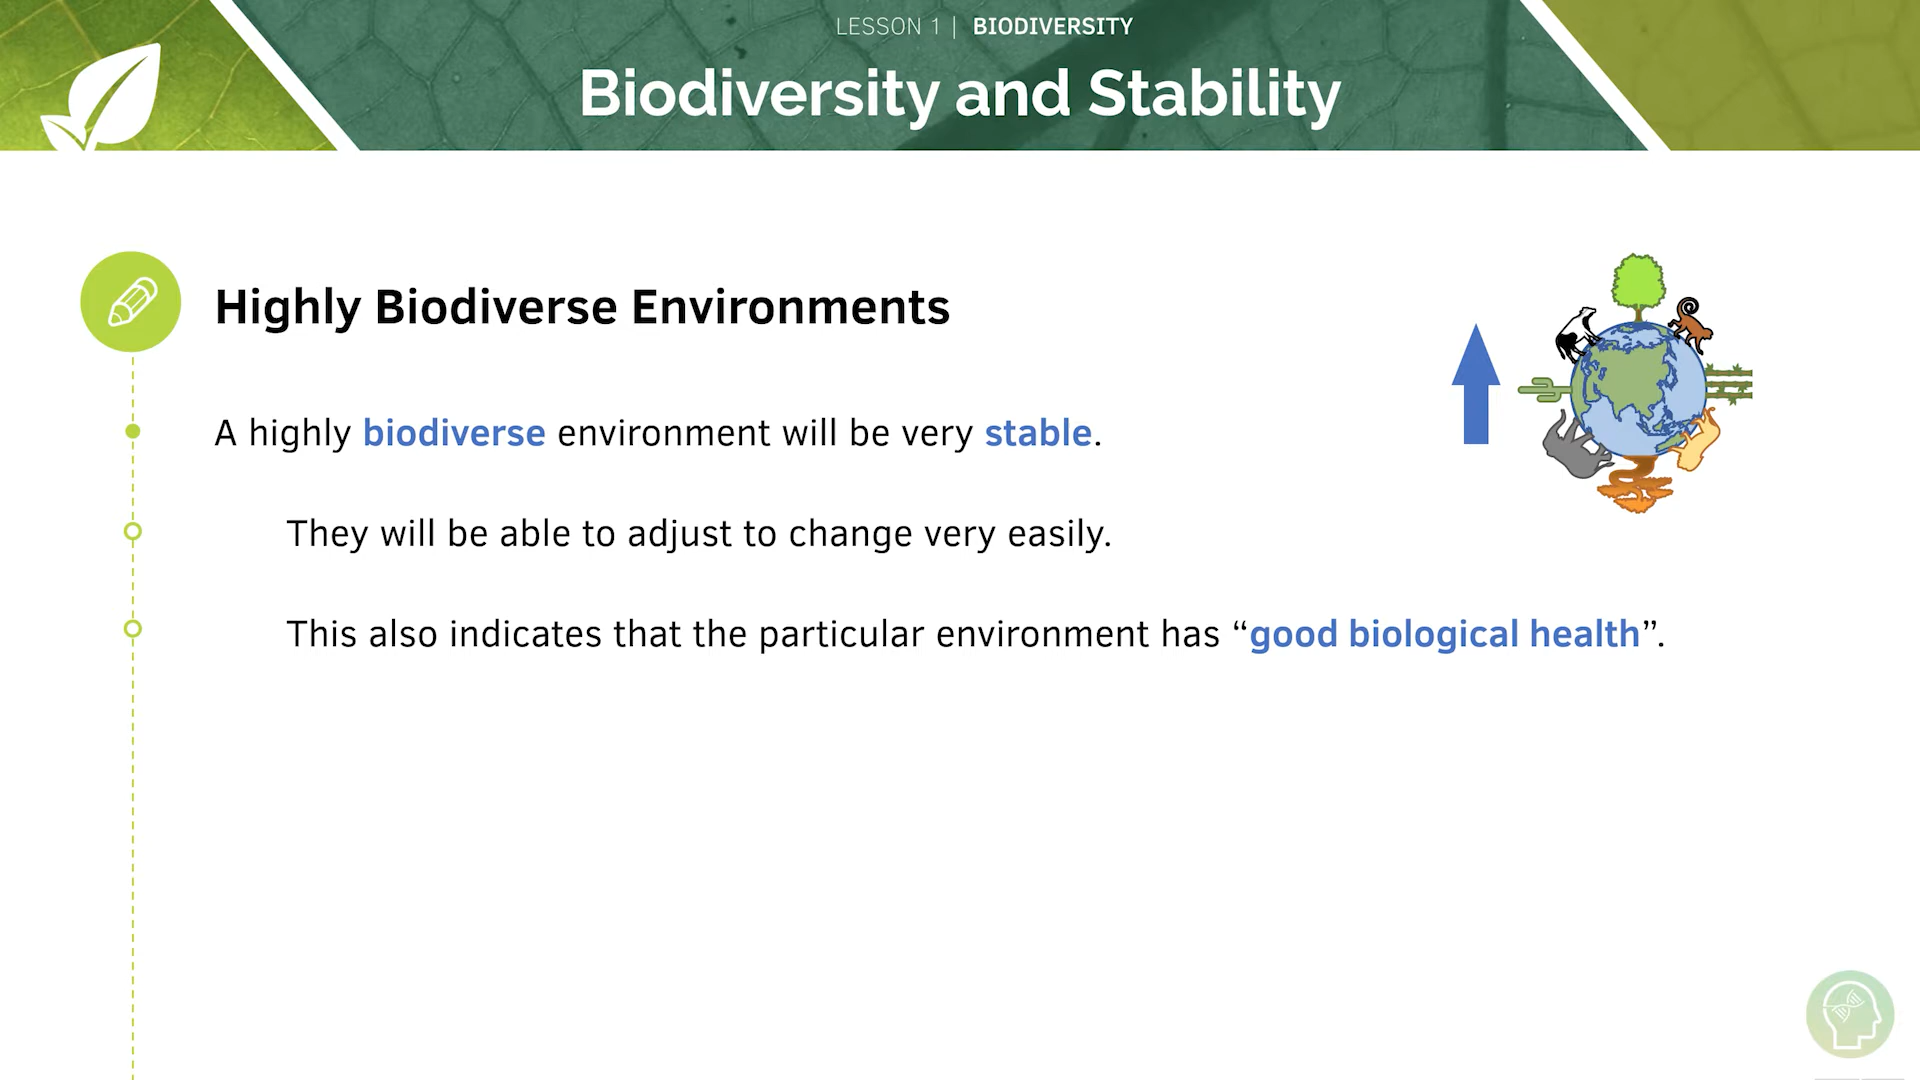 LESSON 1 | BIODIVERSITY
Biodiversity and Stability
Highly Biodiverse Environments
A highly biodiverse environment will be very stable.
They will be able to adjust to change very easily.
This also indicates that the particular environment has “good biological health”.